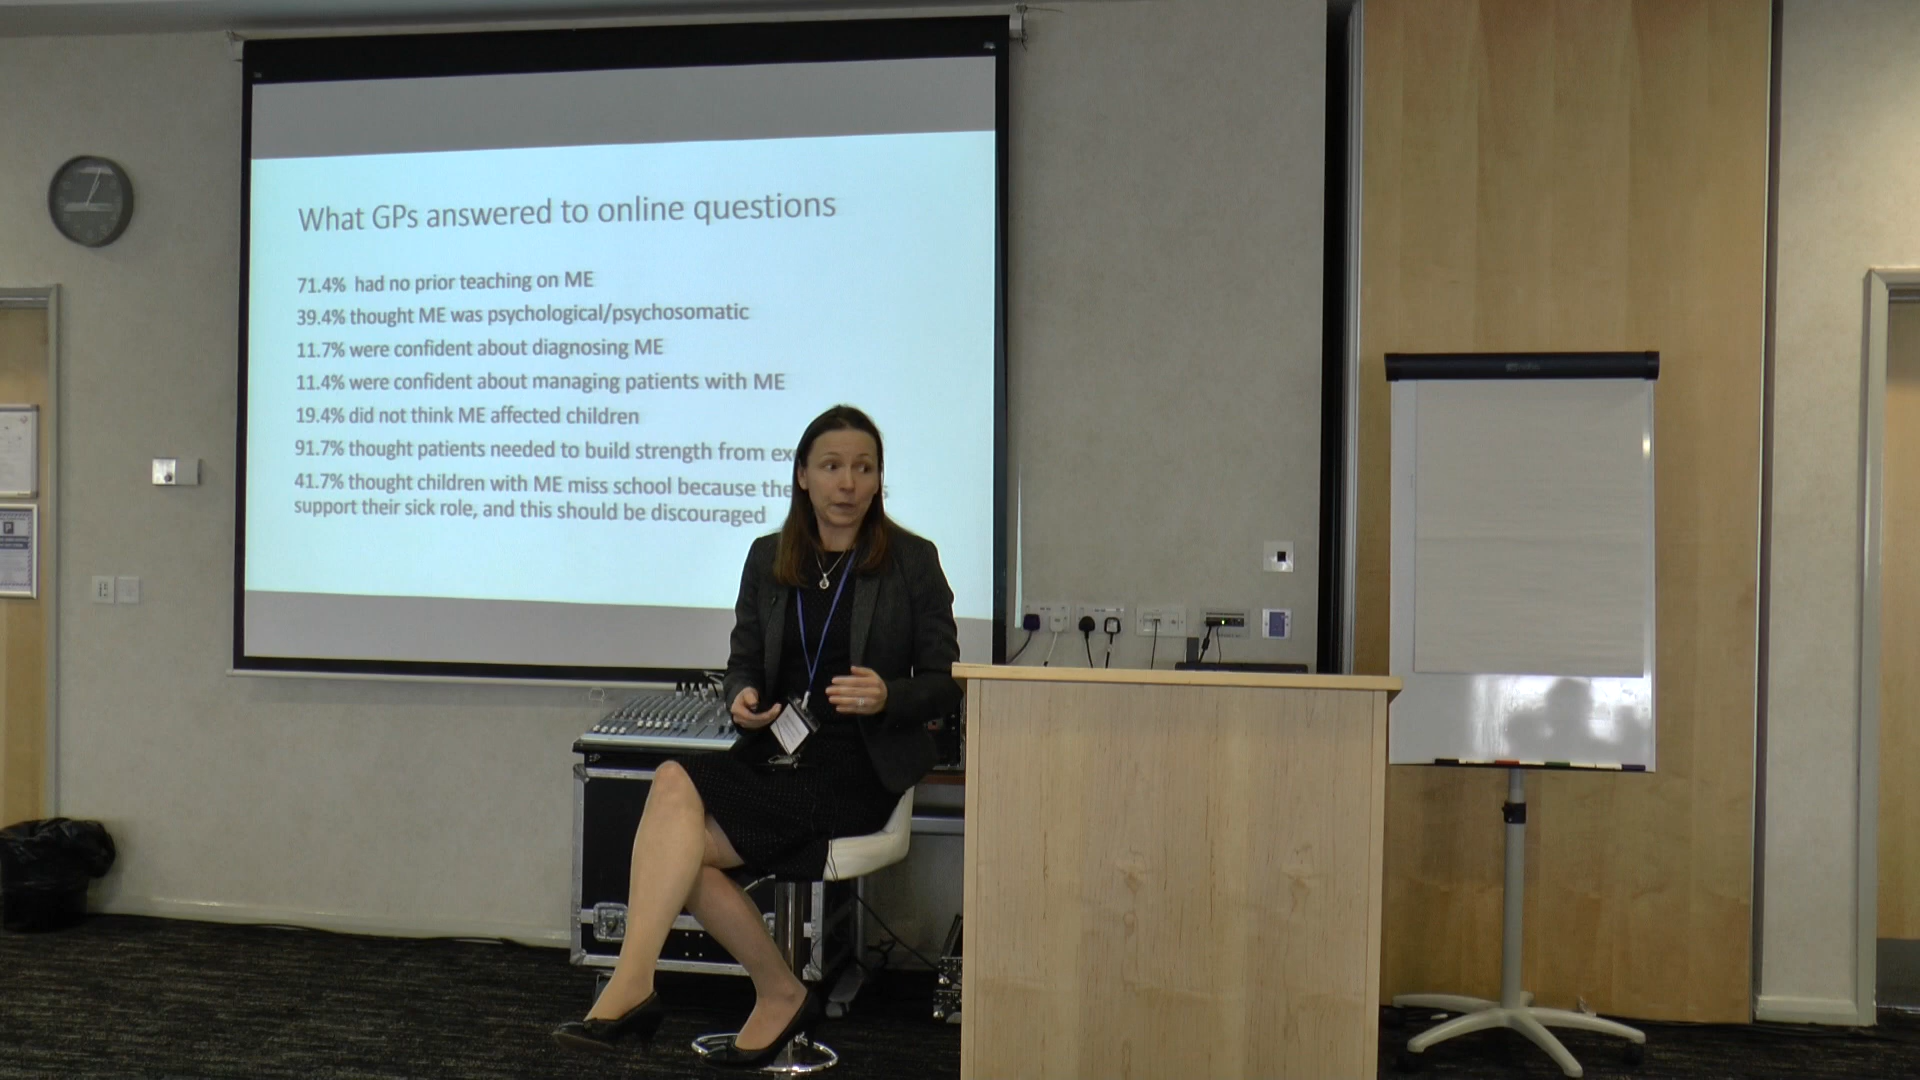 What GPs answered to online questions
71.4% had no prior teaching on ME
39.4% thought ME was psychological/psychosomatic
11.7% were confident about diagnosing ME
11.4% were confident about managing patients with ME
19.4% did not think ME affected children
91.7% thought patients needed to build strength from
41.7% thought children with ME miss school because
support their sick role, and this should be discouraged
P